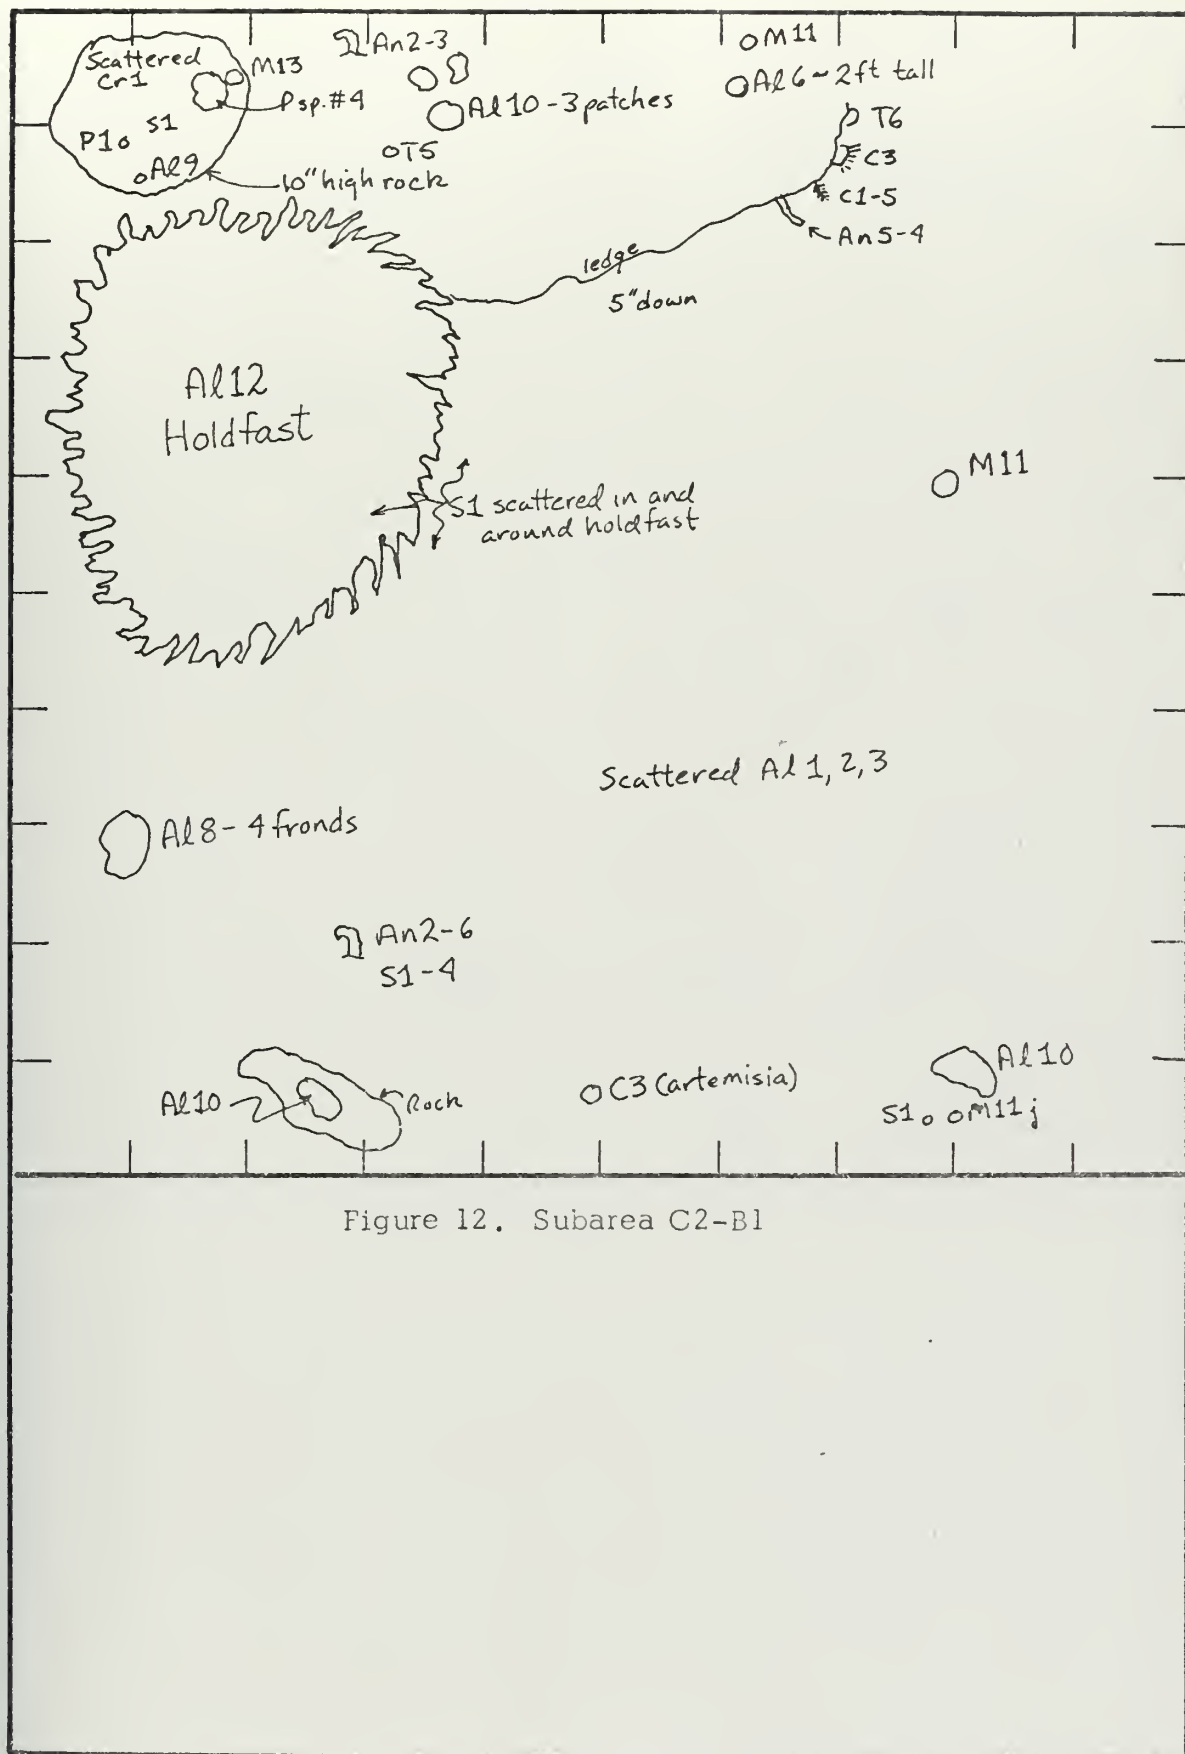 Scattered
Cr1
M13
Psp.#4
P1
S1
Al9
10" high rock
An2-3
Al10-3 patches
T5
M11
Al6~2ft tall
T6
C3
C1-5
An5-4
ledge
5" down
Al12
Holdfast
S1 scattered in and
around holdfast
M11
Scattered Al 1, 2, 3
Al8-4 fronds
An2-6
S1-4
Al10
Rock
C3 (artemisia)
Al10
S1
M11j
Figure 12. Subarea C2-B1